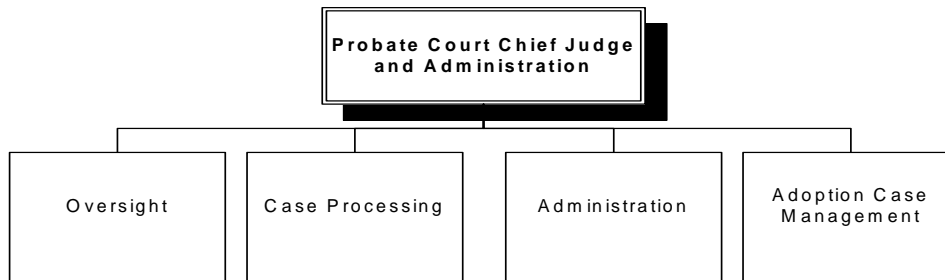 Probate Court Chief Judge
and Administration
Oversight
Case Processing
Administration
Adoption Case
Management